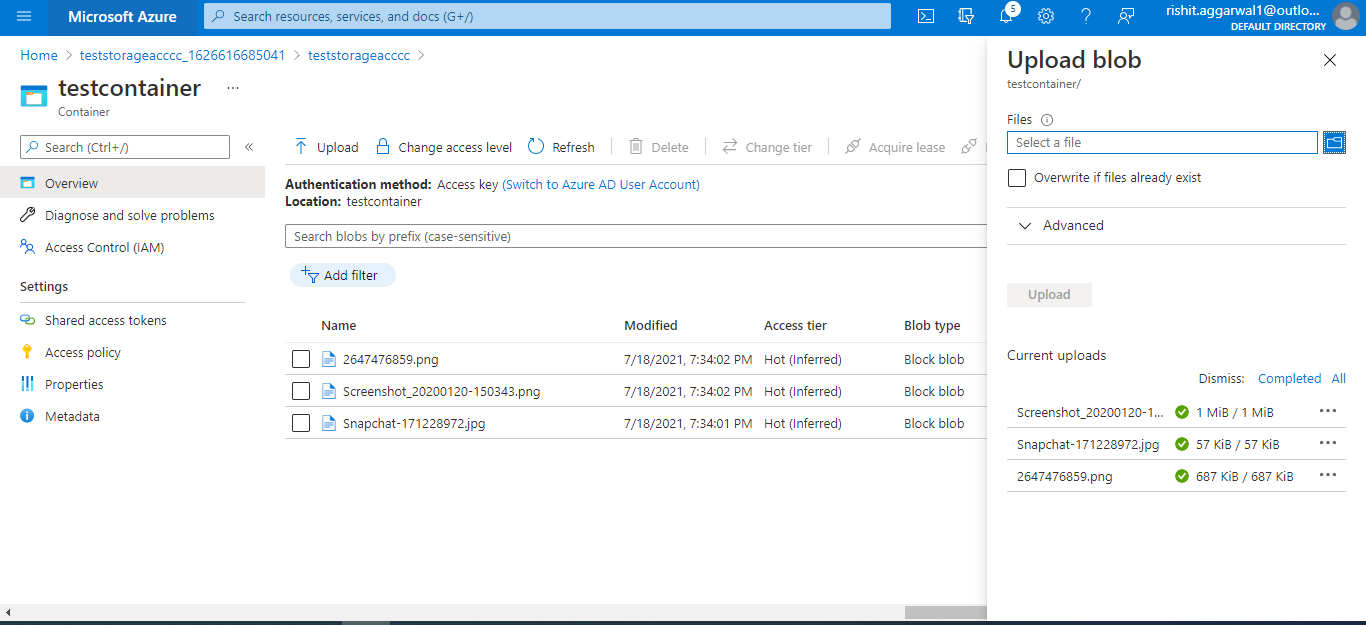 Microsoft Azure
Search resources, services, and docs (G+/)
5
rishit.aggarwal1@outlo...
DEFAULT DIRECTORY
Home > teststorageacccc_1626616685041 > teststorageacccc >
testcontainer ...
Container
Search (Ctrl+/)
«
Overview
Diagnose and solve problems
Access Control (IAM)
Settings
Shared access tokens
Access policy
Properties
Metadata
Upload Change access level Refresh Delete Change tier Acquire lease
Authentication method: Access key (Switch to Azure AD User Account)
Location: testcontainer
Search blobs by prefix (case-sensitive)
Add filter
Name Modified Access tier Blob type
2647476859.png 7/18/2021, 7:34:02 PM Hot (Inferred) Block blob
Screenshot_20200120-150343.png 7/18/2021, 7:34:02 PM Hot (Inferred) Block blob
Snapchat-171228972.jpg 7/18/2021, 7:34:01 PM Hot (Inferred) Block blob
Upload blob
testcontainer/
Files
Select a file
Overwrite if files already exist
Advanced
Upload
Current uploads
Dismiss: Completed All
Screenshot_20200120-1... 1 MiB / 1 MiB ...
Snapchat-171228972.jpg 57 KiB / 57 KiB ...
2647476859.png 687 KiB / 687 KiB ...